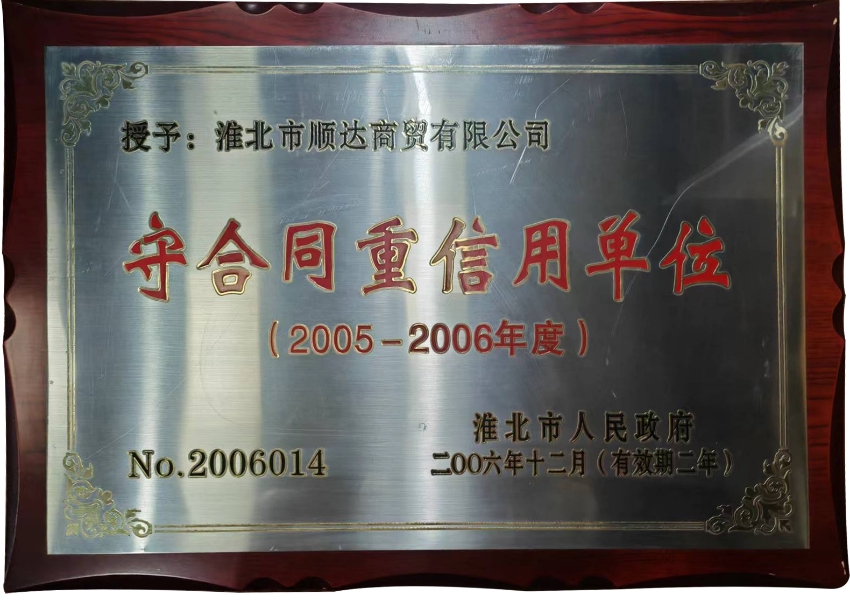 授予：淮北市顺达商贸有限公司
守合同重信用单位
（2005－2006年度）
淮北市人民政府
No.2006014
二OO六年十二月（有效期二年）